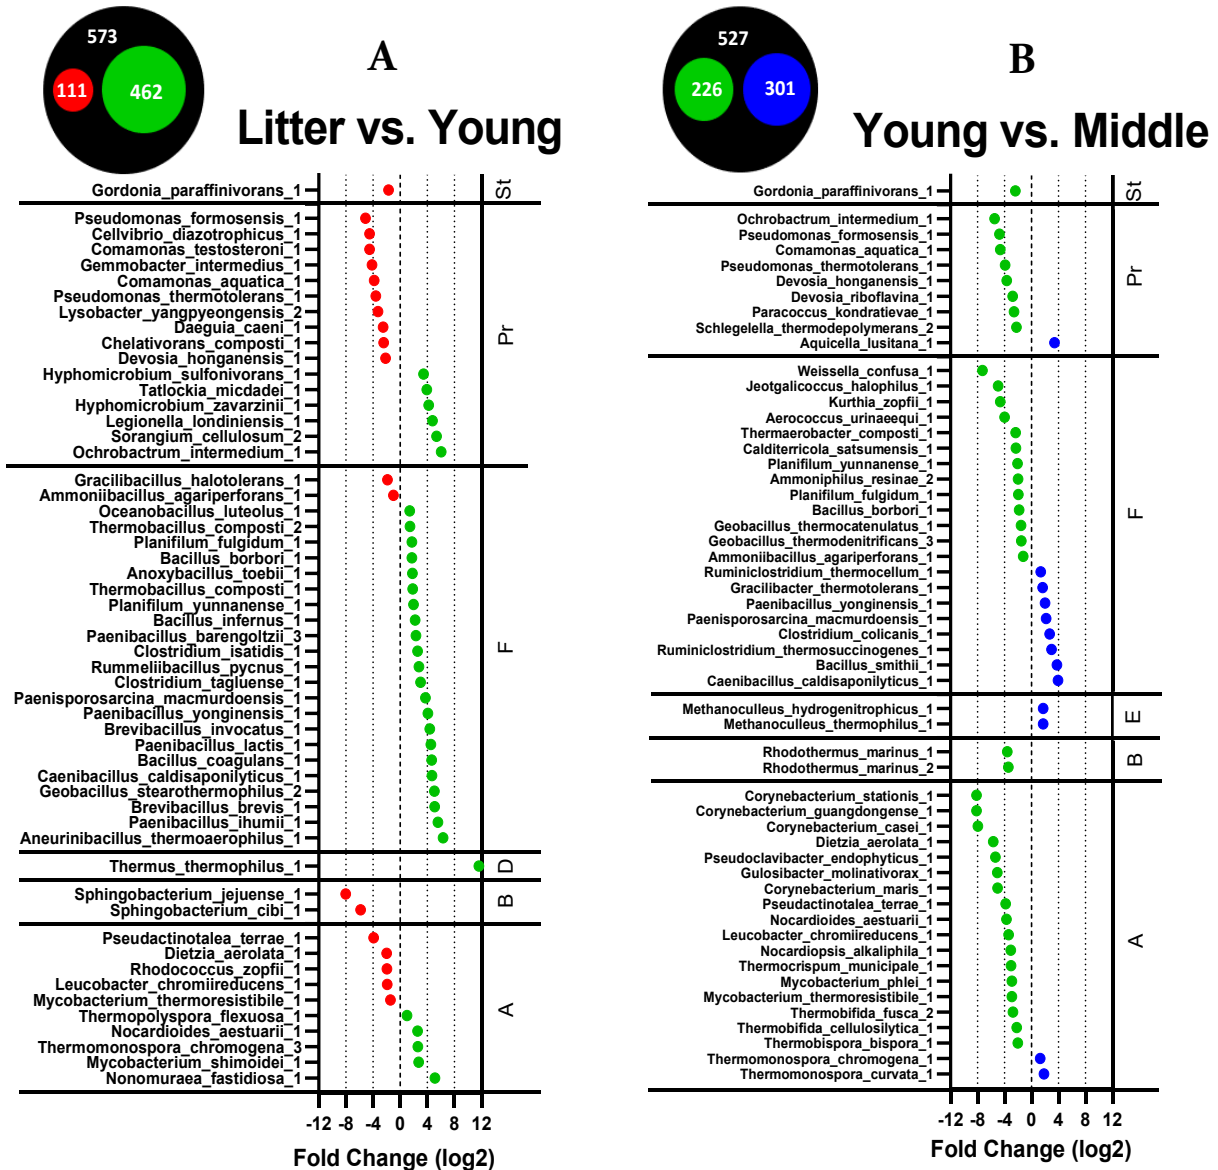 573
111
462
A
Litter vs. Young
St
Gordonia_paraffinivorans_1
Pr
Pseudomonas_formosensis_1
Cellvibrio_diazotrophicus_1
Comamonas_testosteroni_1
Gemmobacter_intermedius_1
Comamonas_aquatica_1
Pseudomonas_thermotolerans_1
Lysobacter_yangpyeongensis_2
Daeguia_caeni_1
Chelativorans_composti_1
Devosia_honganensis_1
Hyphomicrobium_sulfonivorans_1
Tatlockia_micdadei_1
Hyphomicrobium_zavarzinii_1
Legionella_londiniensis_1
Sorangium_cellulosum_2
Ochrobactrum_intermedium_1
F
Gracilibacillus_halotolerans_1
Ammoniibacillus_agariperforans_1
Oceanobacillus_luteolus_1
Thermobacillus_composti_2
Planifilum_fulgidum_1
Bacillus_borbori_1
Anoxybacillus_toebii_1
Thermobacillus_composti_1
Planifilum_yunnanense_1
Bacillus_infernus_1
Paenibacillus_barengoltzii_3
Clostridium_isatidis_1
Rummeliibacillus_pycnus_1
Clostridium_tagluense_1
Paenisporosarcina_macmurdoensis_1
Paenibacillus_yonginensis_1
Brevibacillus_invocatus_1
Paenibacillus_lactis_1
Bacillus_coagulans_1
Caenibacillus_caldisaponilyticus_1
Geobacillus_stearothermophilus_2
Brevibacillus_brevis_1
Paenibacillus_ihumii_1
Aneurinibacillus_thermoaerophilus_1
D
Thermus_thermophilus_1
B
Sphingobacterium_jejuense_1
Sphingobacterium_cibi_1
A
Pseudactinotalea_terrae_1
Dietzia_aerolata_1
Rhodococcus_zopfii_1
Leucobacter_chromiireducens_1
Mycobacterium_thermoresistibile_1
Thermopolyspora_flexuosa_1
Nocardioides_aestuarii_1
Thermomonospora_chromogena_3
Mycobacterium_shimoidei_1
Nonomuraea_fastidiosa_1
-12 -8 -4 0 4 8 12
Fold Change (log2)
527
226
301
B
Young vs. Middle
St
Gordonia_paraffinivorans_1
Pr
Ochrobactrum_intermedium_1
Pseudomonas_formosensis_1
Comamonas_aquatica_1
Pseudomonas_thermotolerans_1
Devosia_honganensis_1
Devosia_riboflavina_1
Paracoccus_kondratievae_1
Schlegelella_thermodepolymerans_2
Aquicella_lusitana_1
F
Weissella_confusa_1
Jeotgalicoccus_halophilus_1
Kurthia_zopfii_1
Aerococcus_urinaeequi_1
Thermaerobacter_composti_1
Calditerricola_satsumensis_1
Planifilum_yunnanense_1
Ammoniphilus_resinae_2
Planifilum_fulgidum_1
Bacillus_borbori_1
Geobacillus_thermocatenulatus_1
Geobacillus_thermodenitrificans_3
Ammoniibacillus_agariperforans_1
Ruminiclostridium_thermocellum_1
Gracilibacter_thermotolerans_1
Paenibacillus_yonginensis_1
Paenisporosarcina_macmurdoensis_1
Clostridium_colicanis_1
Ruminiclostridium_thermosuccinogenes_1
Bacillus_smithii_1
Caenibacillus_caldisaponilyticus_1
E
Methanoculleus_hydrogenitrophicus_1
Methanoculleus_thermophilus_1
B
Rhodothermus_marinus_1
Rhodothermus_marinus_2
A
Corynebacterium_stationis_1
Corynebacterium_guangdongense_1
Corynebacterium_casei_1
Dietzia_aerolata_1
Pseudoclavibacter_endophyticus_1
Gulosibacter_molinativorax_1
Corynebacterium_maris_1
Pseudactinotalea_terrae_1
Nocardioides_aestuarii_1
Leucobacter_chromiireducens_1
Nocardiopsis_alkaliphila_1
Thermocrispum_municipale_1
Mycobacterium_phlei_1
Mycobacterium_thermoresistibile_1
Thermobifida_fusca_2
Thermobifida_cellulosilytica_1
Thermobispora_bispora_1
Thermomonospora_chromogena_1
Thermomonospora_curvata_1
-12 -8 -4 0 4 8 12
Fold Change (log2)